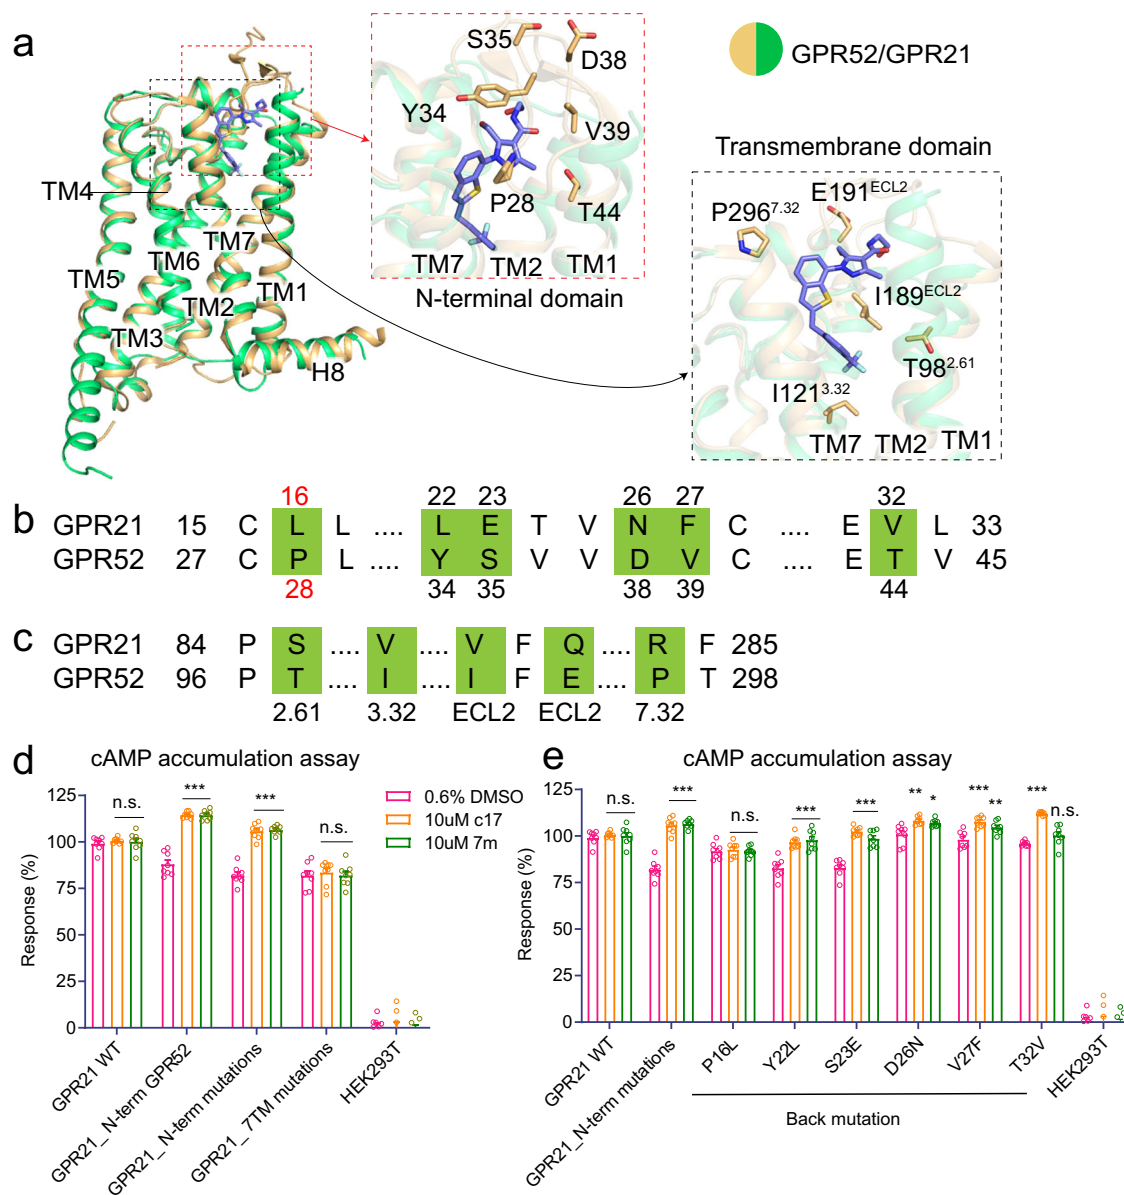 a
GPR52/GPR21
TM4
TM5
TM6
TM7
TM2
TM1
TM3
H8
S35
D38
Y34
V39
P28
T44
TM7 TM2 TM1
N-terminal domain
Transmembrane domain
E191ECL2
P2967.32
I189ECL2
T982.61
I1213.32
TM7 TM2 TM1
b
16 22 23 26 27 32
GPR21 15 C L L .... L E T V N F C .... E V L 33
GPR52 27 C P L .... Y S V V D V C .... E T V 45
28 34 35 38 39 44
c
GPR21 84 P S .... V .... V F Q .... R F 285
GPR52 96 P T .... I .... I F E .... P T 298
2.61 3.32 ECL2 ECL2 7.32
d
cAMP accumulation assay
Response (%)
125
100
75
50
25
0
n.s.
***
***
n.s.
0.6% DMSO
10uM c17
10uM 7m
GPR21 WT
GPR21_N-term GPR52
GPR21_N-term mutations
GPR21_7TM mutations
HEK293T
e
cAMP accumulation assay
Response (%)
125
100
75
50
25
0
n.s.
***
n.s.
***
***
**
*
***
**
***
n.s.
GPR21 WT
GPR21_N-term mutations
P16L
Y22L
S23E
D26N
V27F
T32V
HEK293T
Back mutation